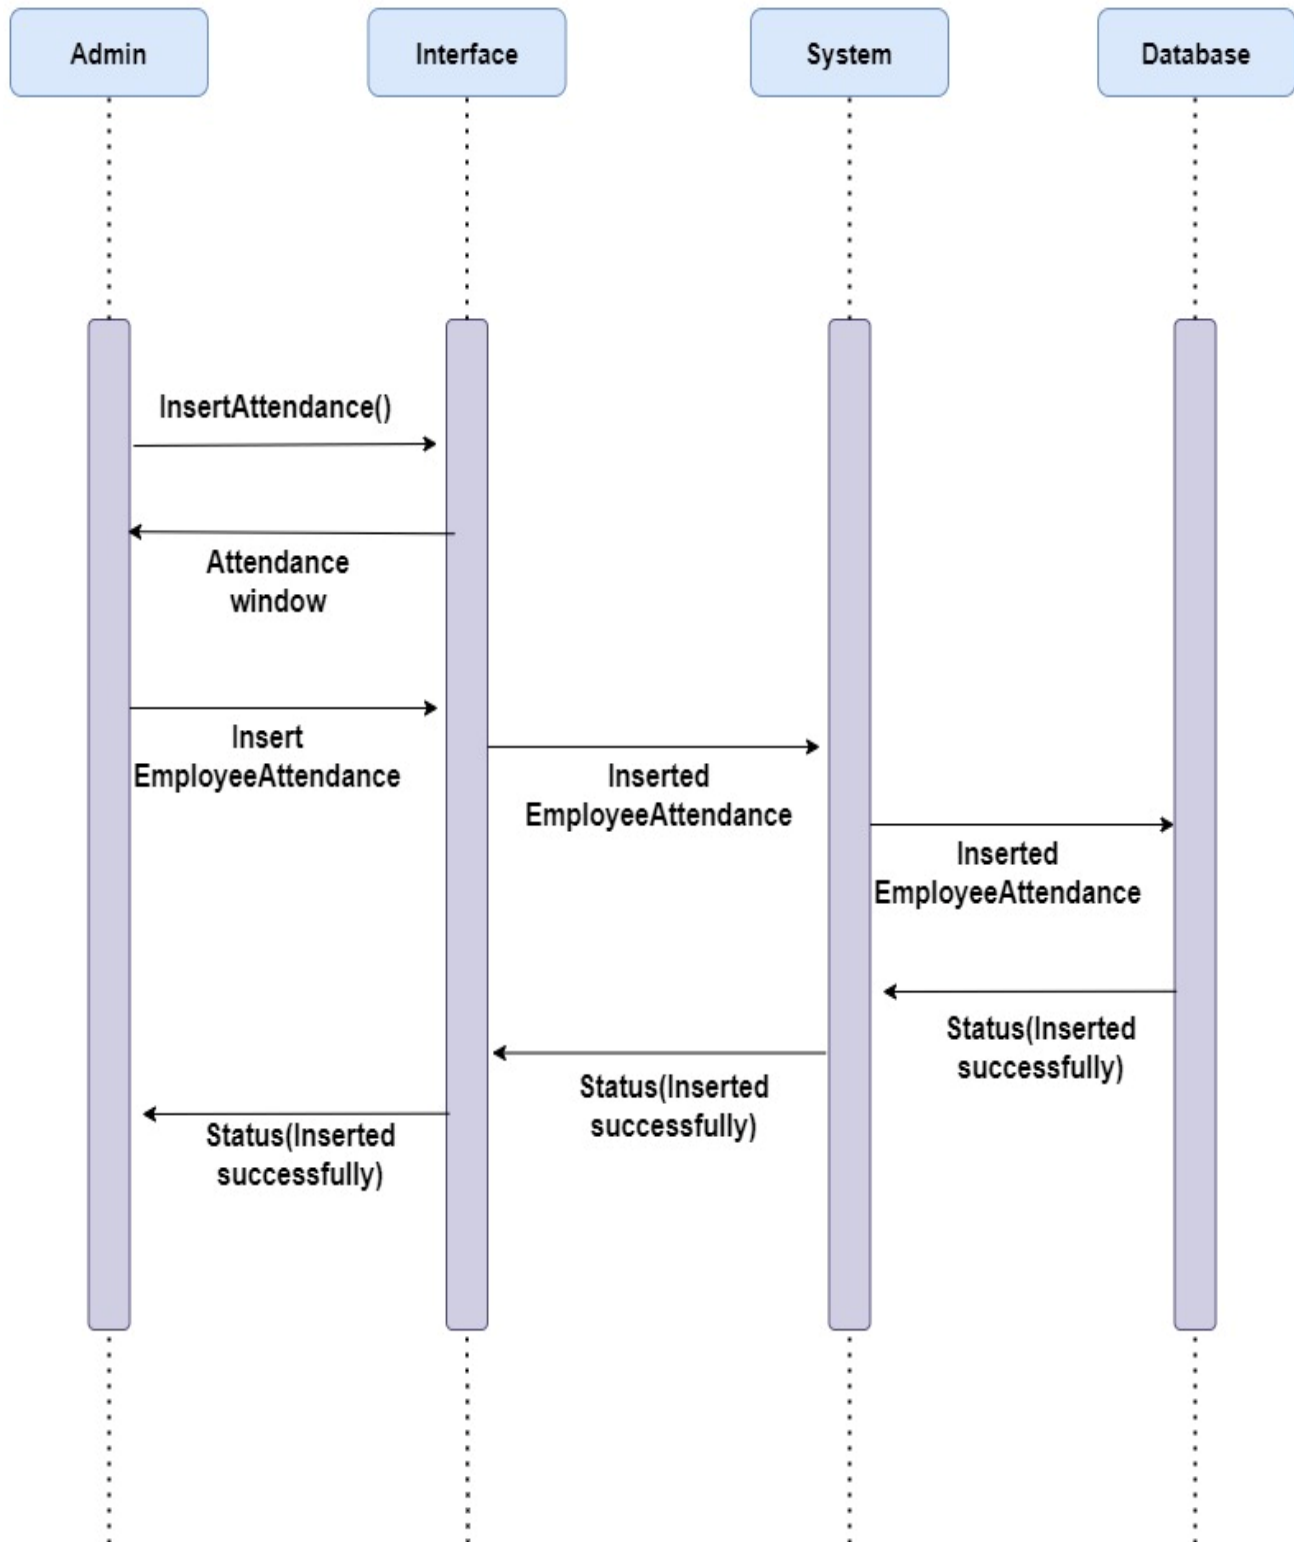 Admin
Interface
System
Database
InsertAttendance()
Attendance
window
Insert
EmployeeAttendance
Inserted
EmployeeAttendance
Inserted
EmployeeAttendance
Status(Inserted
successfully)
Status(Inserted
successfully)
Status(Inserted
successfully)